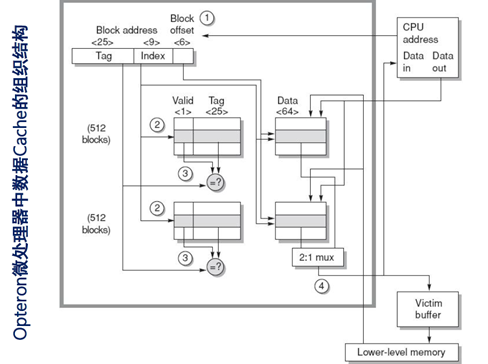 Opteron微处理器中数据Cache的组织结构
Block address
<25>
<9>
Block
offset
<6>
1
Tag
Index
CPU
address
Data
in
Data
out
Valid
<1>
Tag
<25>
Data
<64>
(512
blocks)
2
3
=?
(512
blocks)
2
3
=?
2:1 mux
4
Victim
buffer
Lower-level memory